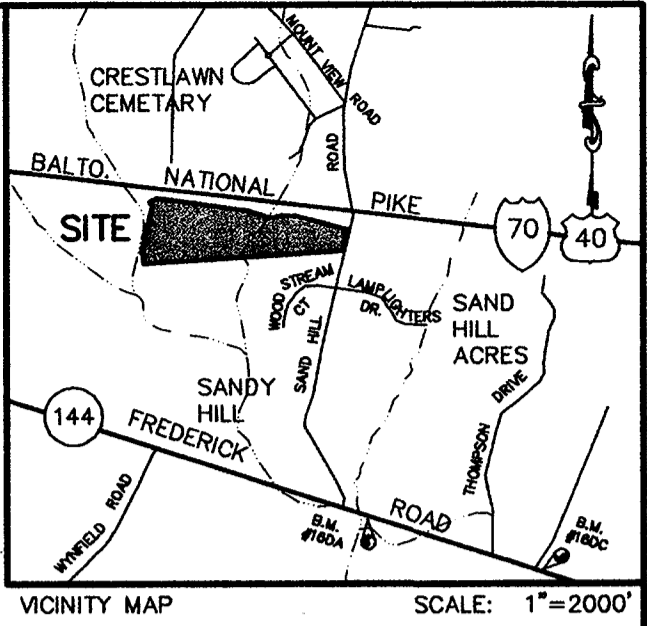 MOUNT VIEW ROAD
CRESTLAWN
CEMETARY
ROAD
BALTO. NATIONAL PIKE
70
40
SITE
WOOD STREAM
CT
LAMPLIGHTERS
DR.
SAND
HILL
ACRES
SAND HILL
SANDY
HILL
THOMPSON DRIVE
144
FREDERICK ROAD
WYNFIELD ROAD
B.M.
#16DA
B.M.
#16DC
VICINITY MAP
SCALE: 1"=2000'